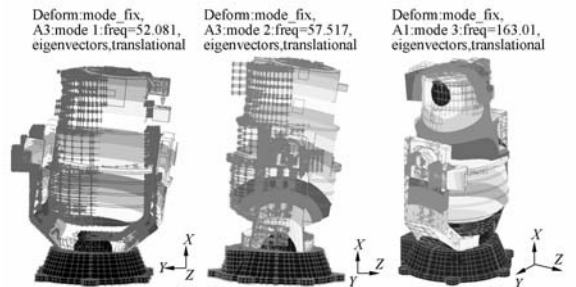 Deform:mode_fix,
A3:mode 1:freq=52.081,
eigenvectors,translational
Deform:mode_fix,
A3:mode 2:freq=57.517,
eigenvectors,translational
Deform:mode_fix,
A1:mode 3:freq=163.01,
eigenvectors,translational
X
Y
Z
X
Y
Z
X
Y
Z